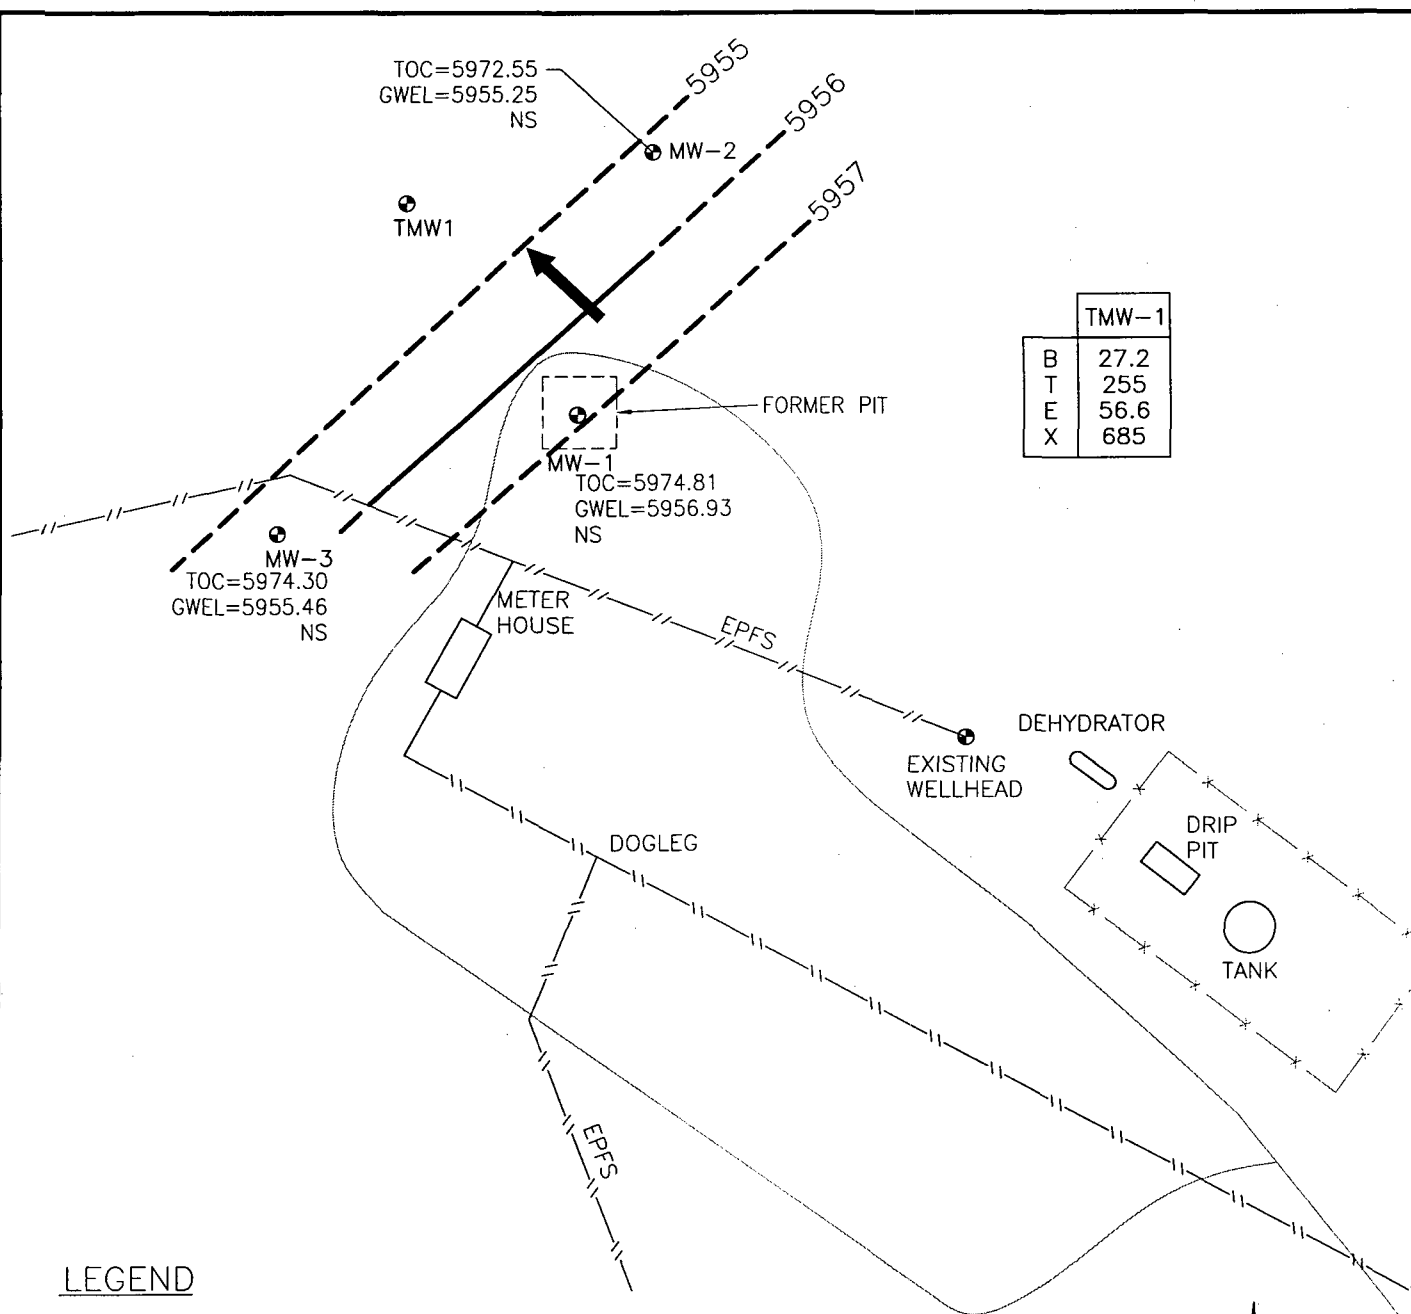 TOC=5972.55
GWEL=5955.25
NS
MW-2
5955
5956
5957
TMW1
TMW-1
B 27.2
T 255
E 56.6
X 685
FORMER PIT
MW-1
TOC=5974.81
GWEL=5956.93
NS
MW-3
TOC=5974.30
GWEL=5955.46
NS
METER
HOUSE
EPFS
DEHYDRATOR
EXISTING
WELLHEAD
DRIP
PIT
TANK
DOGLEG
EPFS
LEGEND